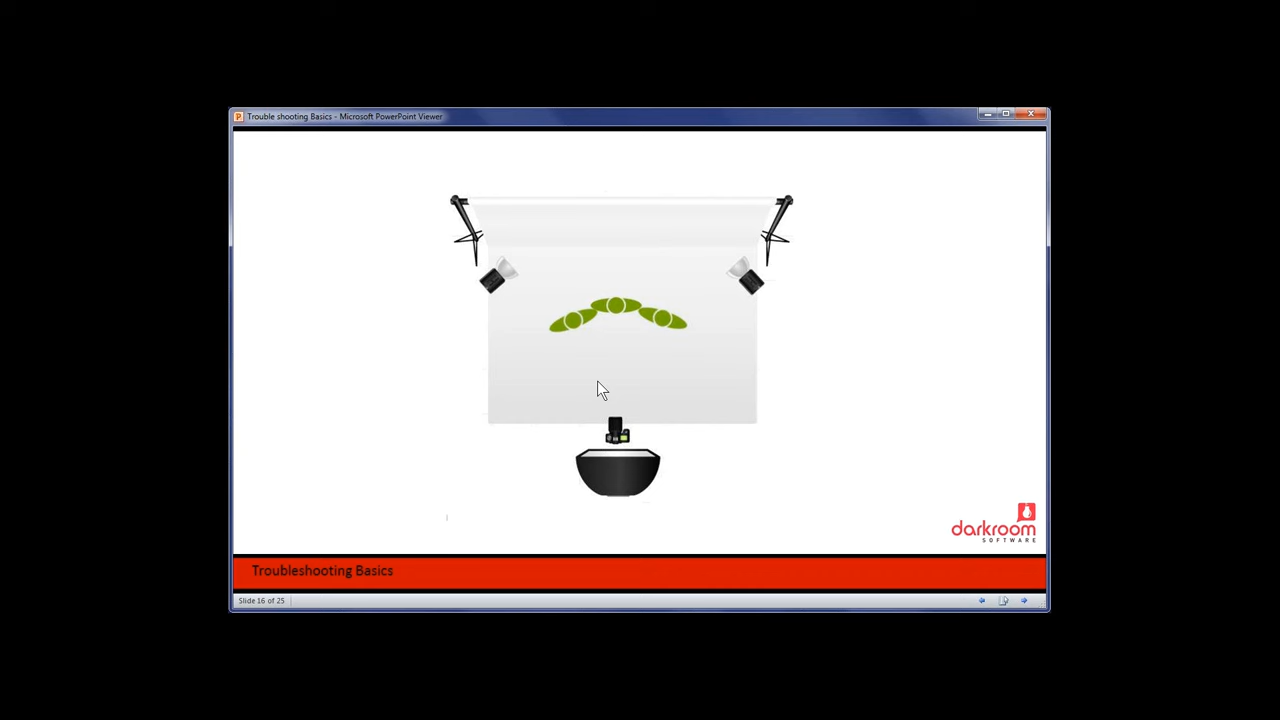 Trouble shooting Basics - Microsoft PowerPoint Viewer
darkroom
SOFTWARE
Troubleshooting Basics
Slide 16 of 25